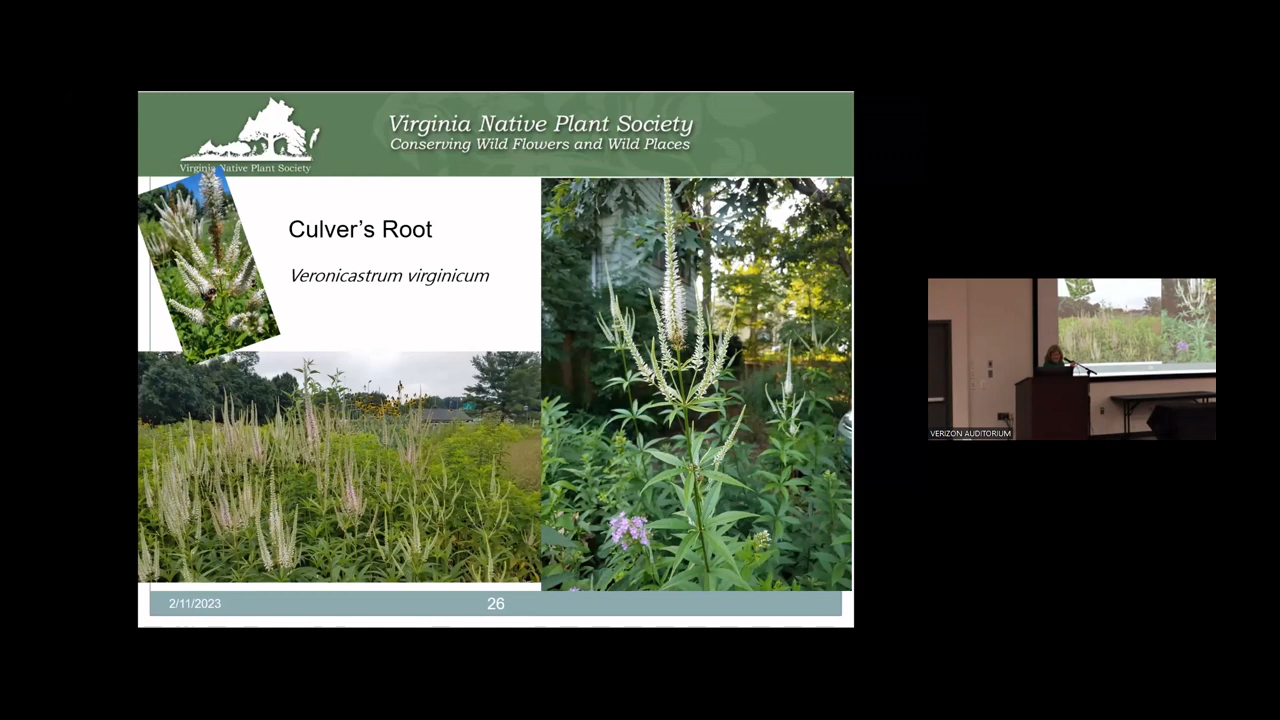 Virginia Native Plant Society
Conserving Wild Flowers and Wild Places
Virginia Native Plant Society
Culver's Root
Veronicastrum virginicum
2/11/2023
26
VERIZON AUDITORIUM